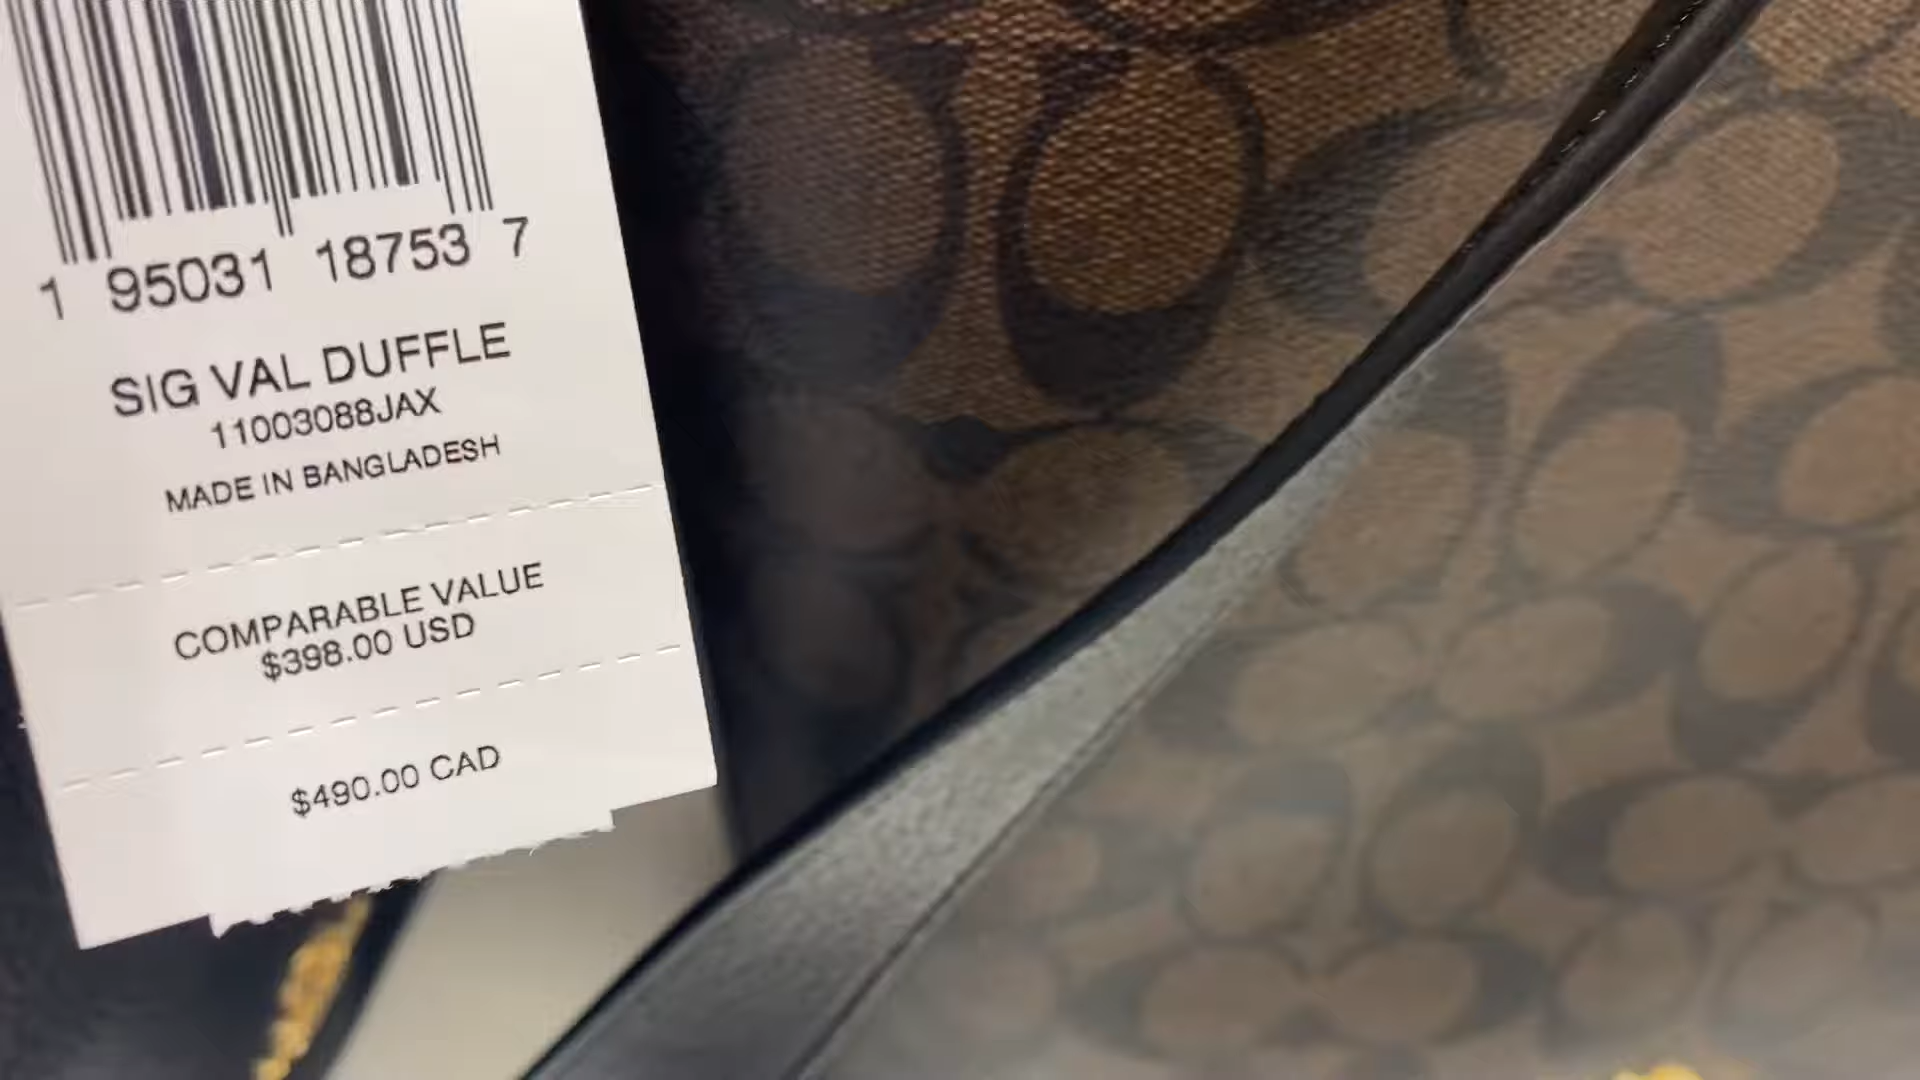 1 95031 18753 7
SIG VAL DUFFLE
11003088JAX
MADE IN BANGLADESH
COMPARABLE VALUE
$398.00 USD
$490.00 CAD